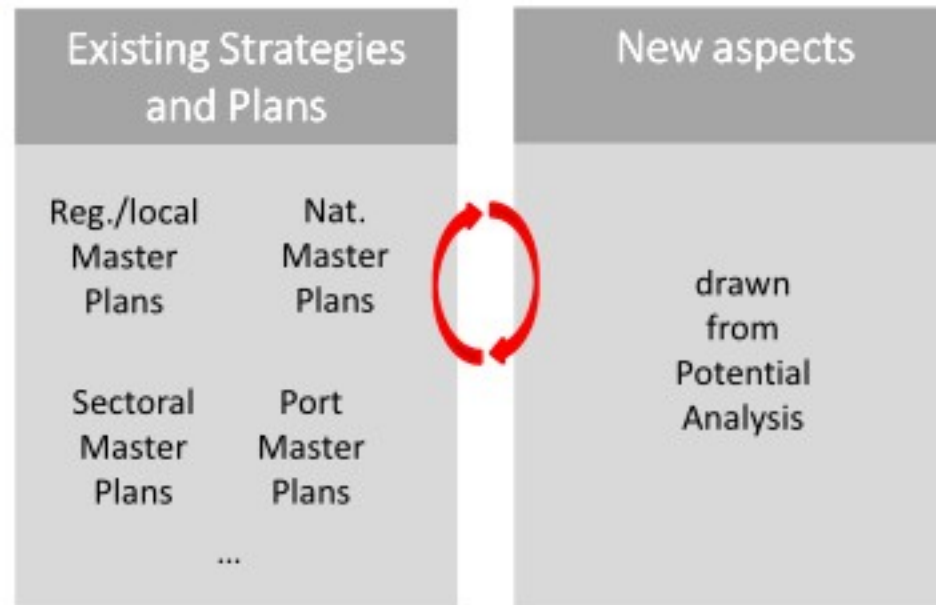 Existing Strategies
and Plans
Reg./local
Master
Plans
Nat.
Master
Plans
Sectoral
Master
Plans
Port
Master
Plans
...
New aspects
drawn
from
Potential
Analysis